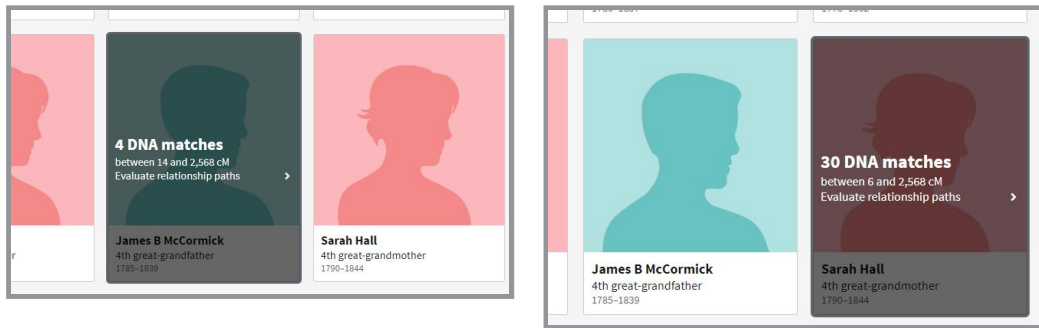 4 DNA matches
between 14 and 2,568 cM
Evaluate relationship paths
James B McCormick
4th great-grandfather
1785–1839
Sarah Hall
4th great-grandmother
1790–1844
30 DNA matches
between 6 and 2,568 cM
Evaluate relationship paths
James B McCormick
4th great-grandfather
1785–1839
Sarah Hall
4th great-grandmother
1790–1844